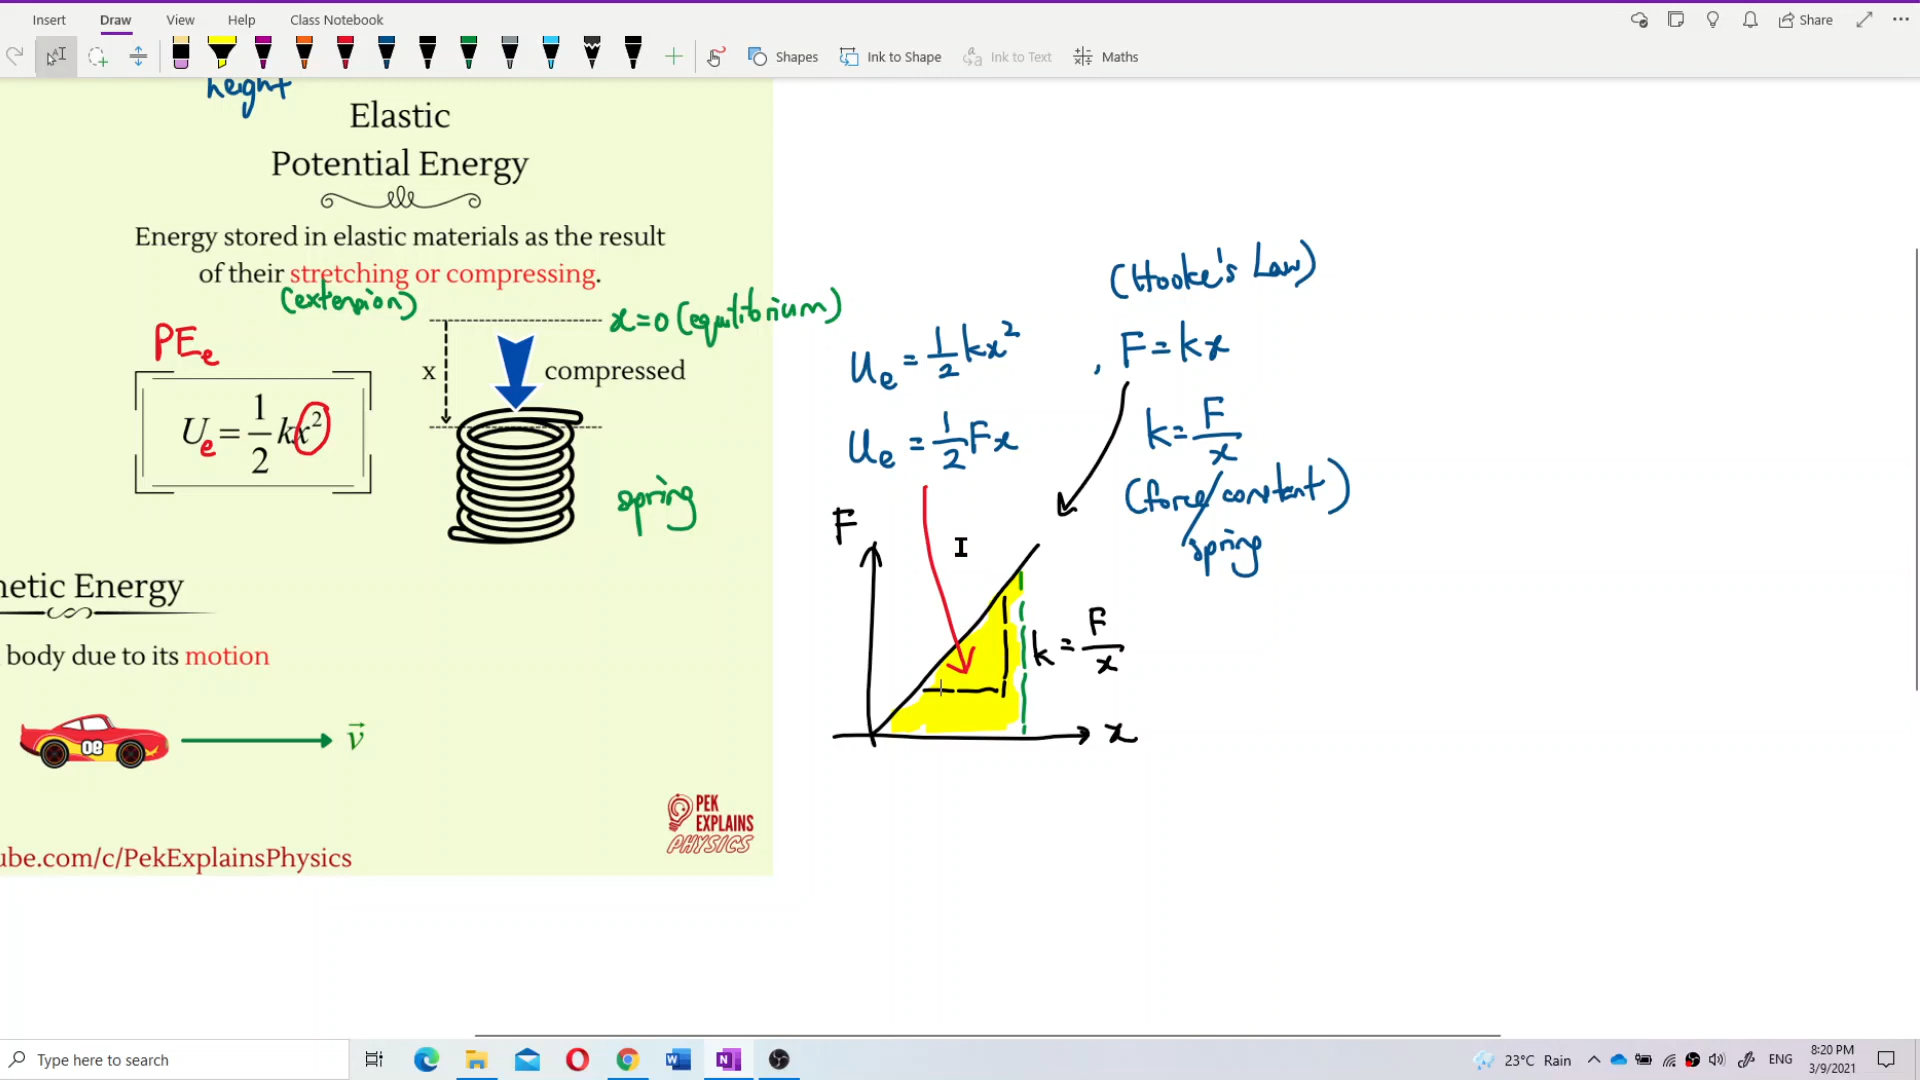 Insert Draw View Help Class Notebook Share
Shapes Ink to Shape Ink to Text Maths
height
Elastic
Potential Energy
Energy stored in elastic materials as the result
of their stretching or compressing.
(extension)
x=0 (equilibrium)
PEe
x compressed
Ue = 1/2 kx²
spring
netic Energy
body due to its motion
95
v
PEK
EXPLAINS
PHYSICS
ube.com/c/PekExplainsPhysics
(Hooke's Law)
Ue = 1/2 kx² , F = kx
Ue = 1/2 Fx
k = F/x
(force/constant)
spring
F
k = F/x
x
Type here to search
23°C Rain
ENG
8:20 PM
3/9/2021